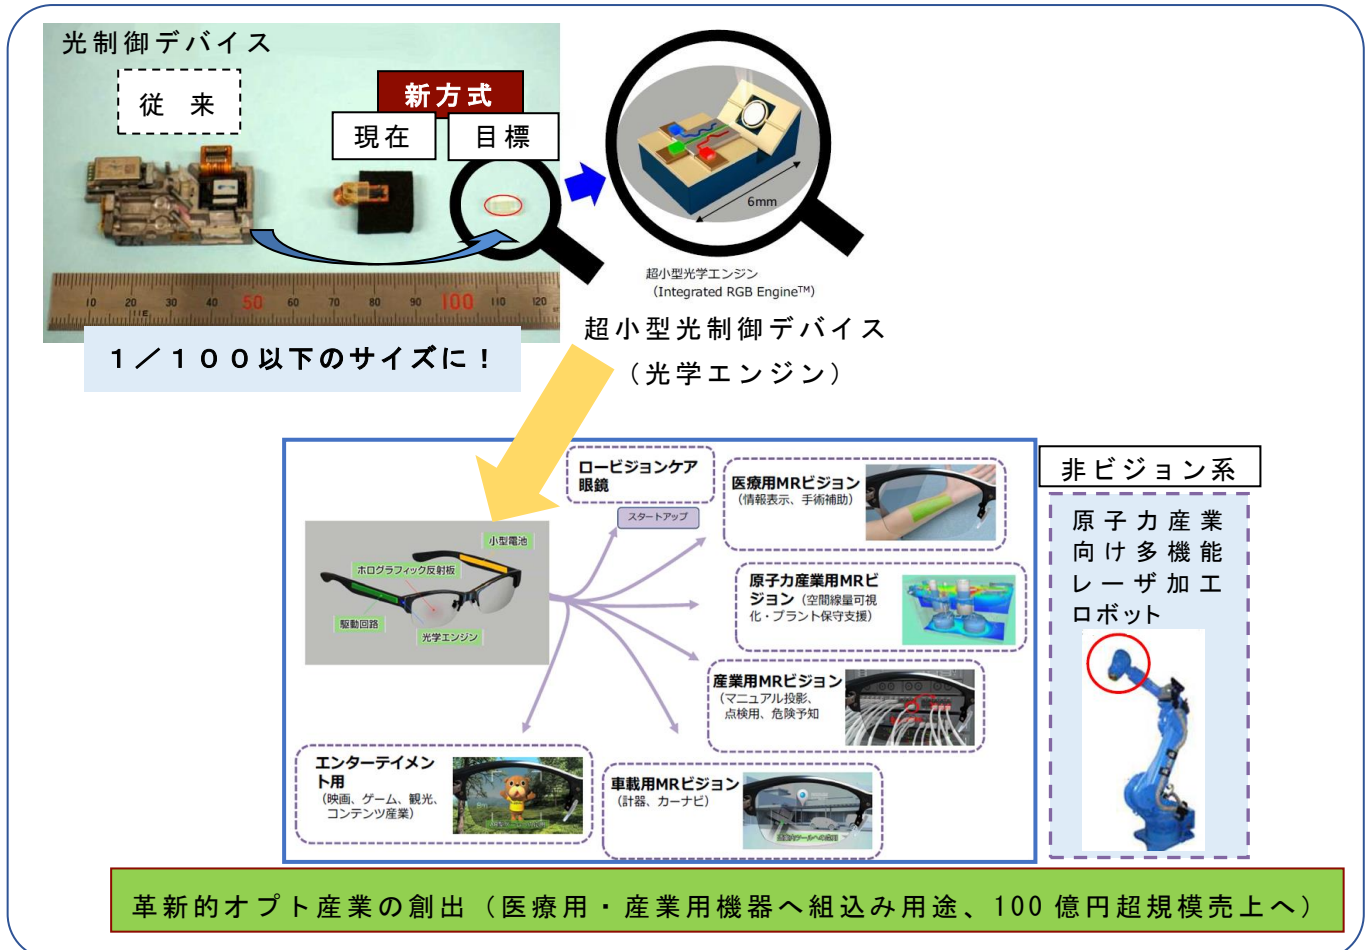 光制御デバイス
従来
新方式
現在
目標
6mm
超小型光学エンジン
（Integrated RGB Engine™）
10 20 30 40 50 60 70 80 90 100 110 120
１／１００以下のサイズに！
超小型光制御デバイス
（光学エンジン）
ロービジョンケア
眼鏡
スタートアップ
医療用MRビジョン
（情報表示、手術補助）
小型電池
ホログラフィック反射板
駆動回路
光学エンジン
原子力産業用MRビ
ジョン（空間線量可視
化・プラント保守支援）
産業用MRビジョン
（マニュアル投影、
点検用、危険予知
エンターテイメン
ト用
（映画、ゲーム、観光、
コンテンツ産業）
車載用MRビジョン
（計器、カーナビ）
非ビジョン系
原子力産業
向け多機能
レーザ加工
ロボット
革新的オプト産業の創出（医療用・産業用機器へ組込み用途、100 億円超規模売上へ）